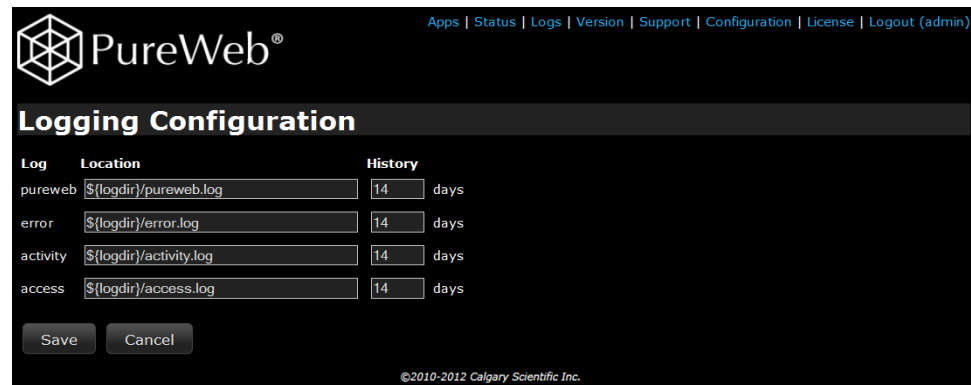 Apps | Status | Logs | Version | Support | Configuration | License | Logout (admin)
PureWeb®
Logging Configuration
Log Location History
pureweb ${logdir}/pureweb.log 14 days
error ${logdir}/error.log 14 days
activity ${logdir}/activity.log 14 days
access ${logdir}/access.log 14 days
Save Cancel
©2010-2012 Calgary Scientific Inc.